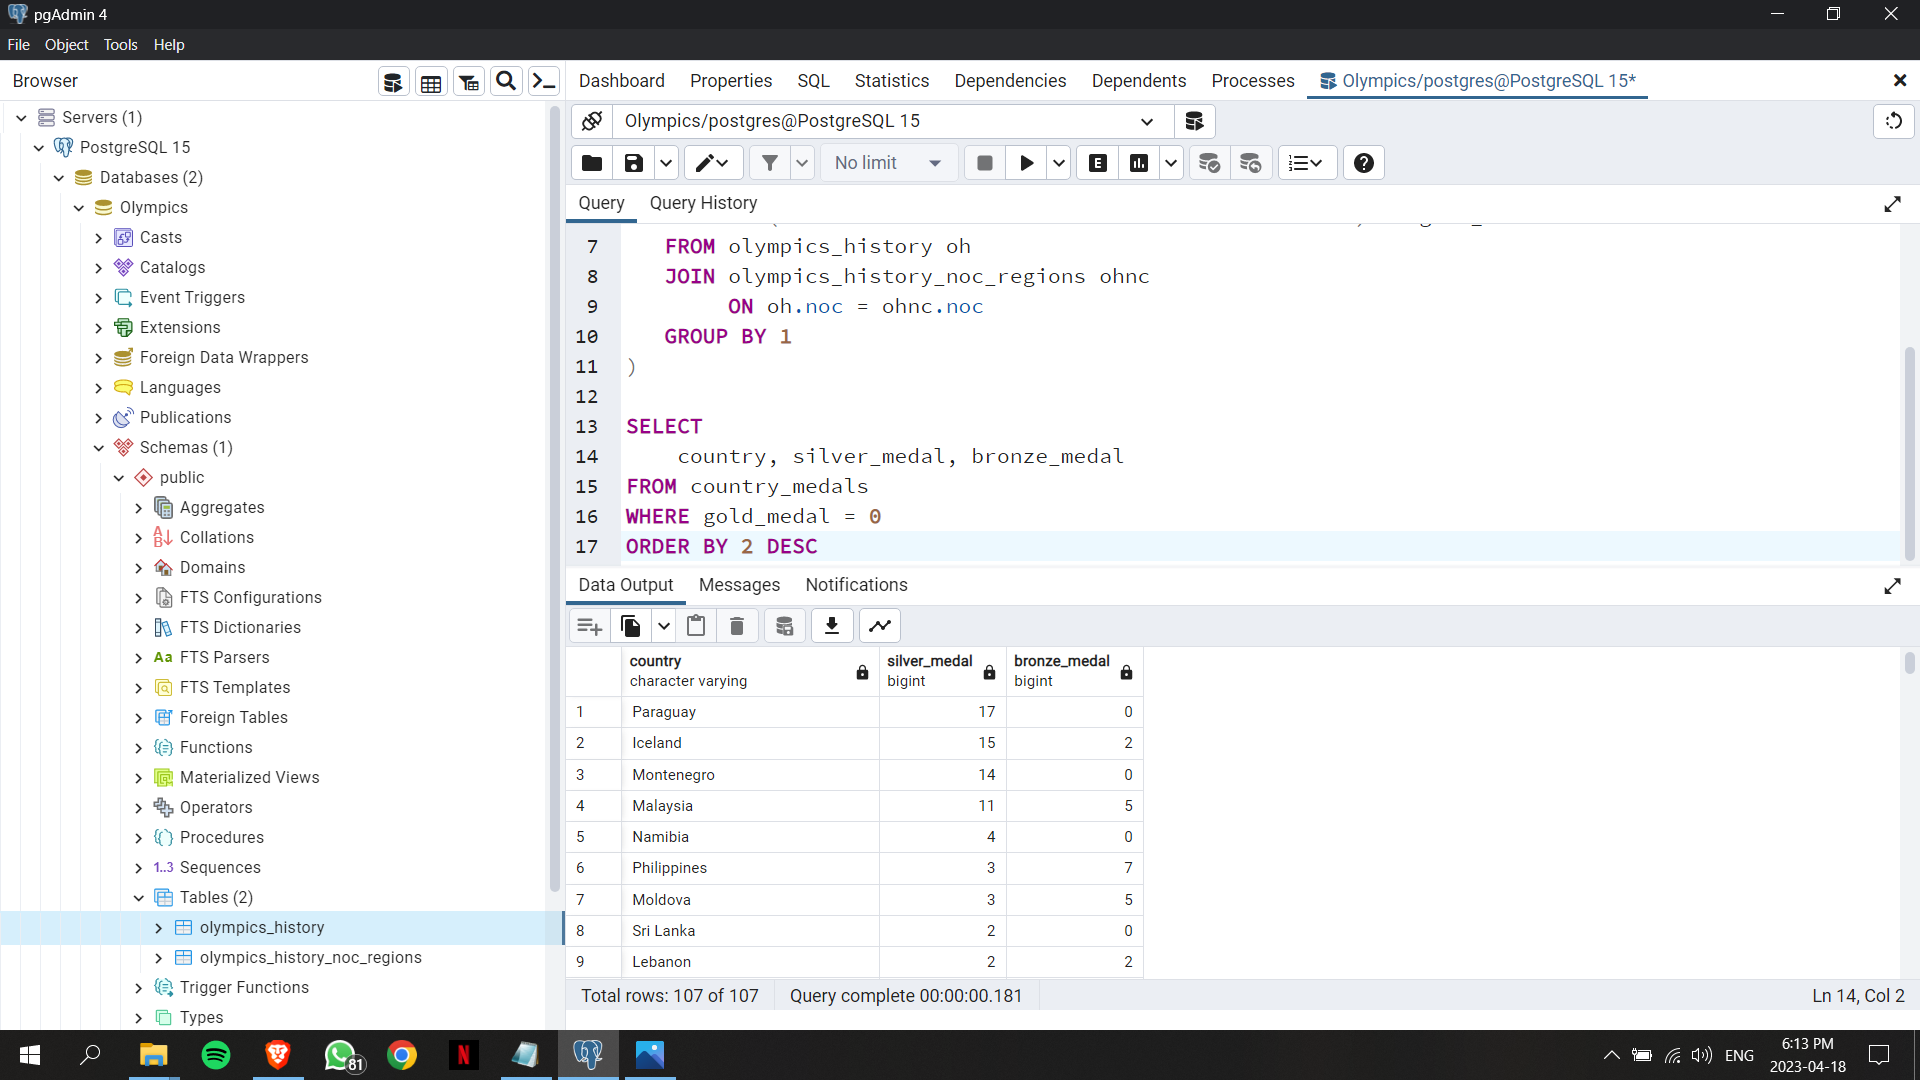 pgAdmin 4
File Object Tools Help
Browser
Dashboard Properties SQL Statistics Dependencies Dependents Processes Olympics/postgres@PostgreSQL 15*
Servers (1)
PostgreSQL 15
Databases (2)
Olympics
Casts
Catalogs
Event Triggers
Extensions
Foreign Data Wrappers
Languages
Publications
Schemas (1)
public
Aggregates
Collations
Domains
FTS Configurations
FTS Dictionaries
Aa FTS Parsers
FTS Templates
Foreign Tables
Functions
Materialized Views
Operators
Procedures
1..3 Sequences
Tables (2)
olympics_history
olympics_history_noc_regions
Trigger Functions
Types
Olympics/postgres@PostgreSQL 15
No limit
E
Query Query History
7 FROM olympics_history oh
8 JOIN olympics_history_noc_regions ohnc
9 ON oh.noc = ohnc.noc
10 GROUP BY 1
11 )
12
13 SELECT
14 country, silver_medal, bronze_medal
15 FROM country_medals
16 WHERE gold_medal = 0
17 ORDER BY 2 DESC
Data Output Messages Notifications
country silver_medal bronze_medal
character varying bigint bigint
1 Paraguay 17 0
2 Iceland 15 2
3 Montenegro 14 0
4 Malaysia 11 5
5 Namibia 4 0
6 Philippines 3 7
7 Moldova 3 5
8 Sri Lanka 2 0
9 Lebanon 2 2
Total rows: 107 of 107 Query complete 00:00:00.181 Ln 14, Col 2
81
N
ENG
6:13 PM
2023-04-18